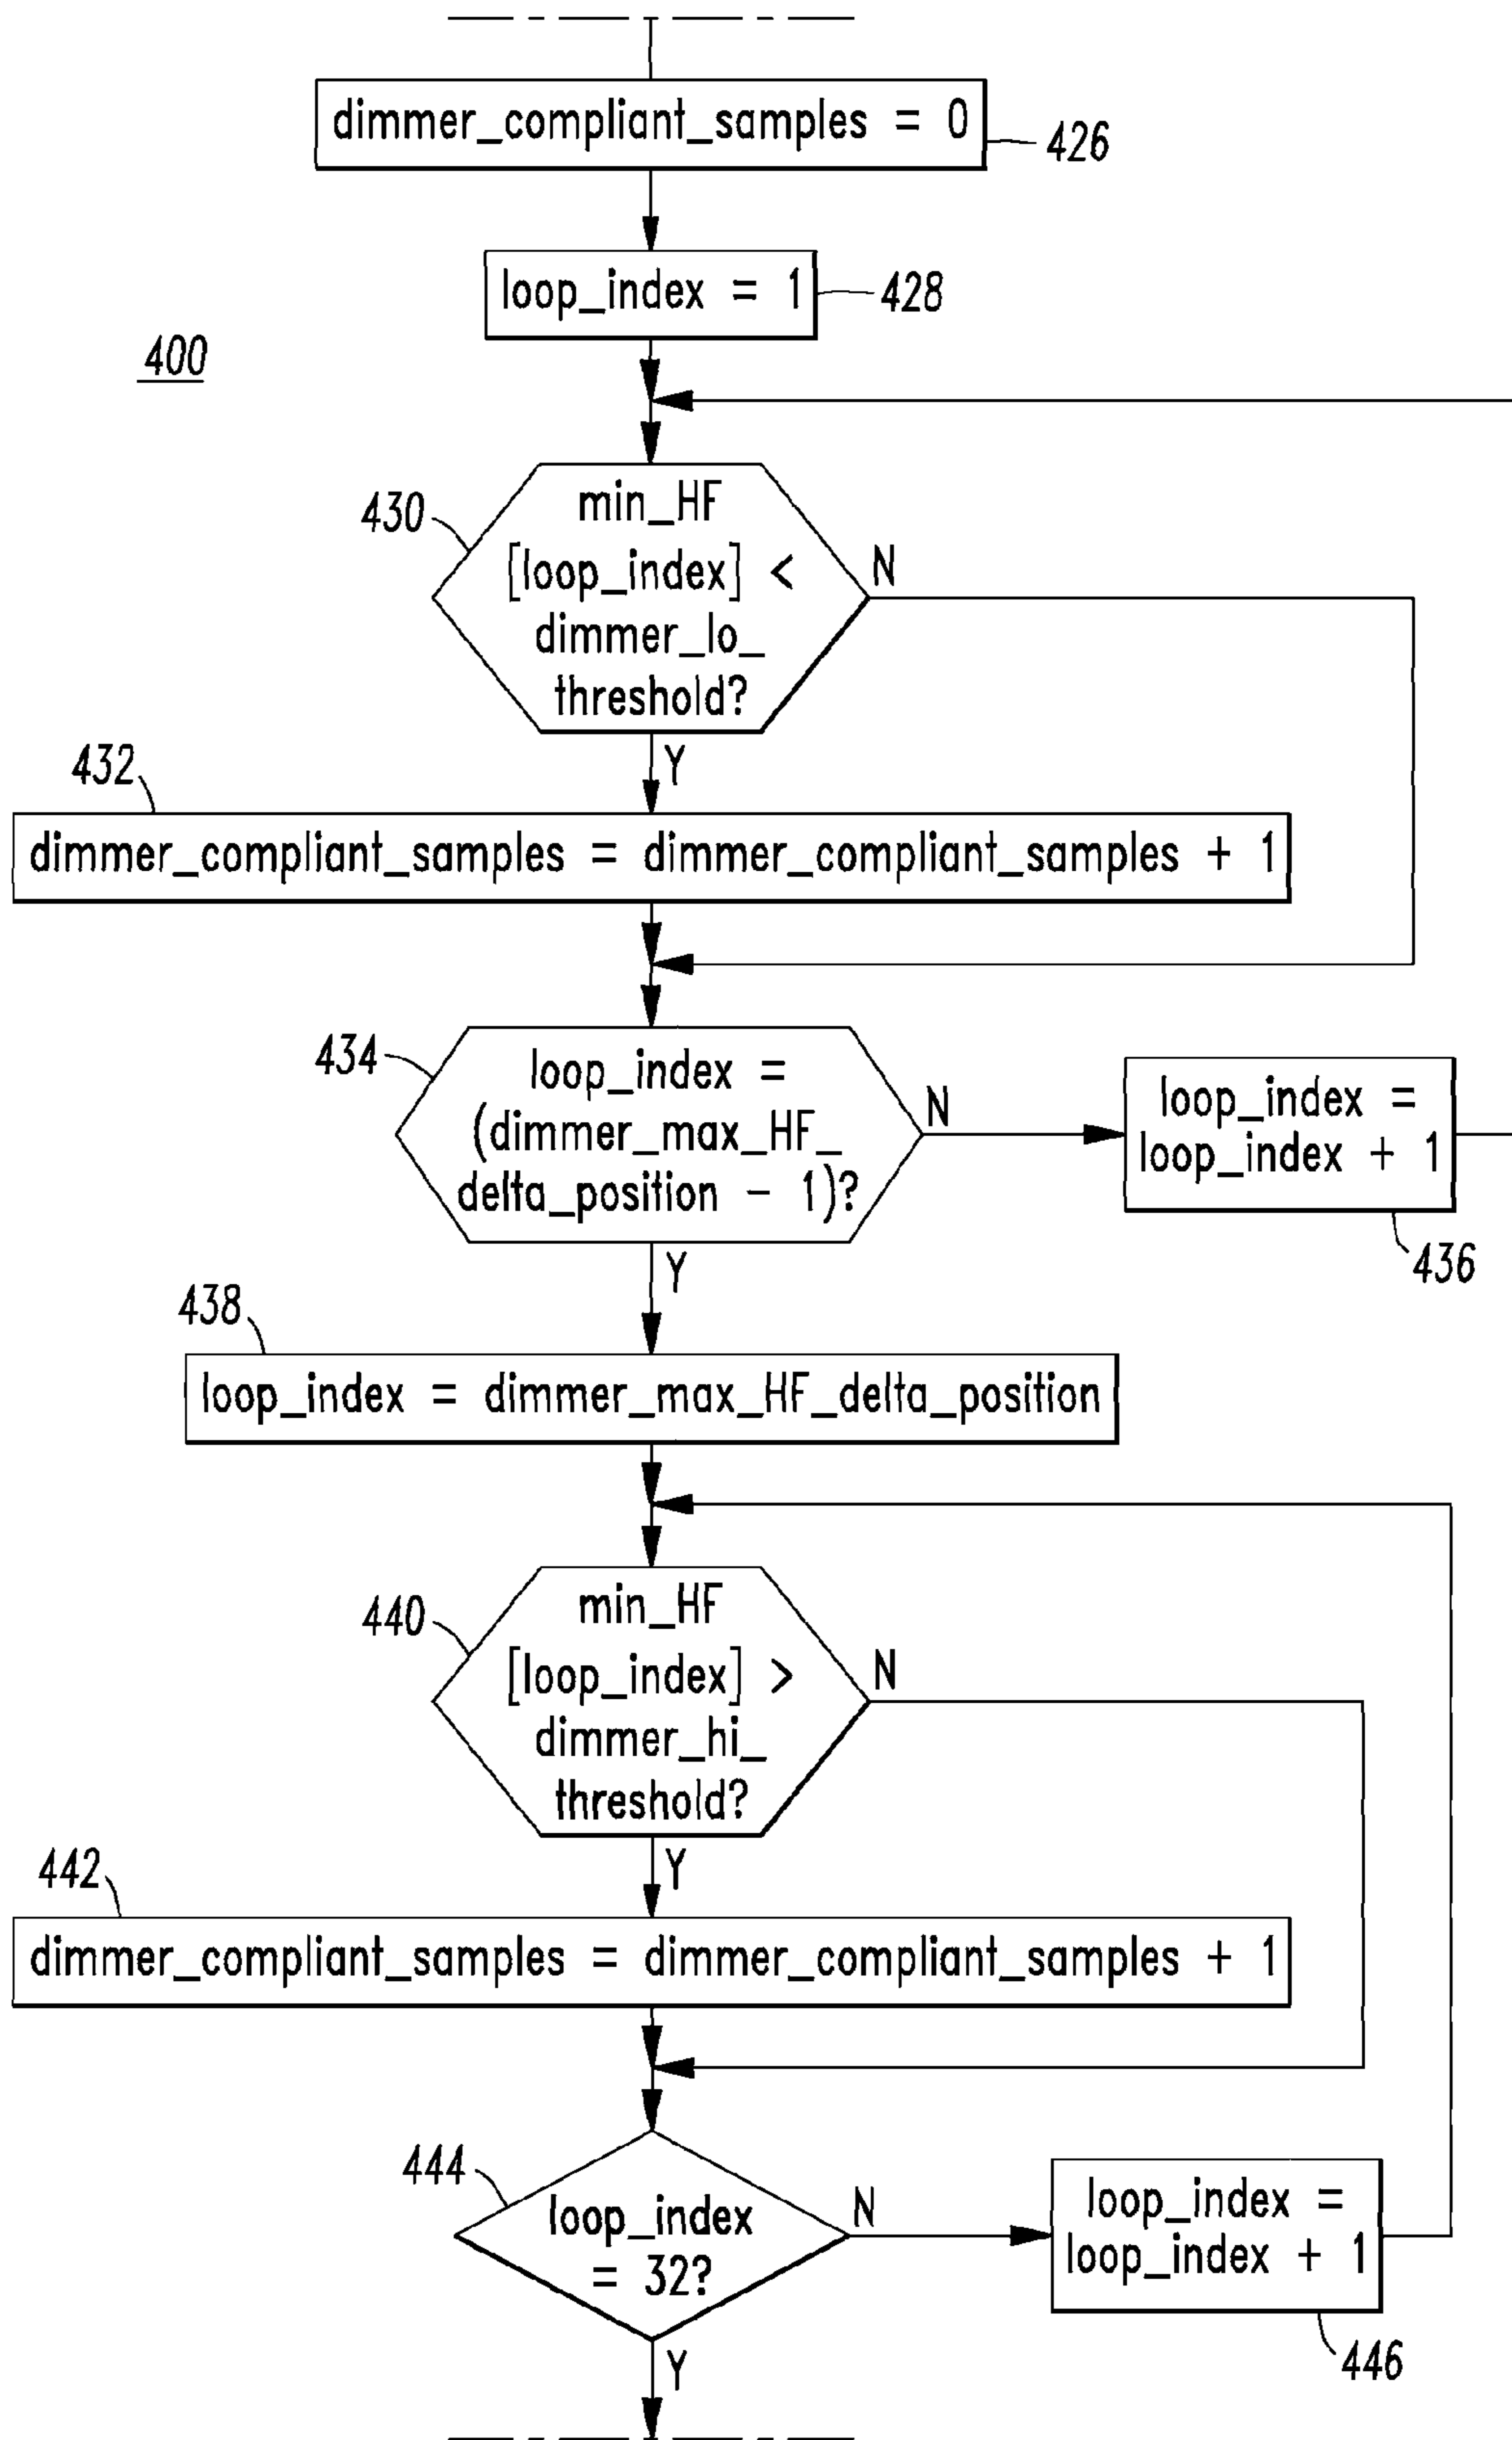 dimmer_compliant_samples = 0
426
loop_index = 1
428
400
430
min_HF
[loop_index] <
dimmer_lo_
threshold?
N
Y
432
dimmer_compliant_samples = dimmer_compliant_samples + 1
434
loop_index =
(dimmer_max_HF_
delta_position - 1)?
N
loop_index =
loop_index + 1
436
Y
438
loop_index = dimmer_max_HF_delta_position
440
min_HF
[loop_index] >
dimmer_hi_
threshold?
N
Y
442
dimmer_compliant_samples = dimmer_compliant_samples + 1
444
loop_index
= 32?
N
loop_index =
loop_index + 1
446
Y